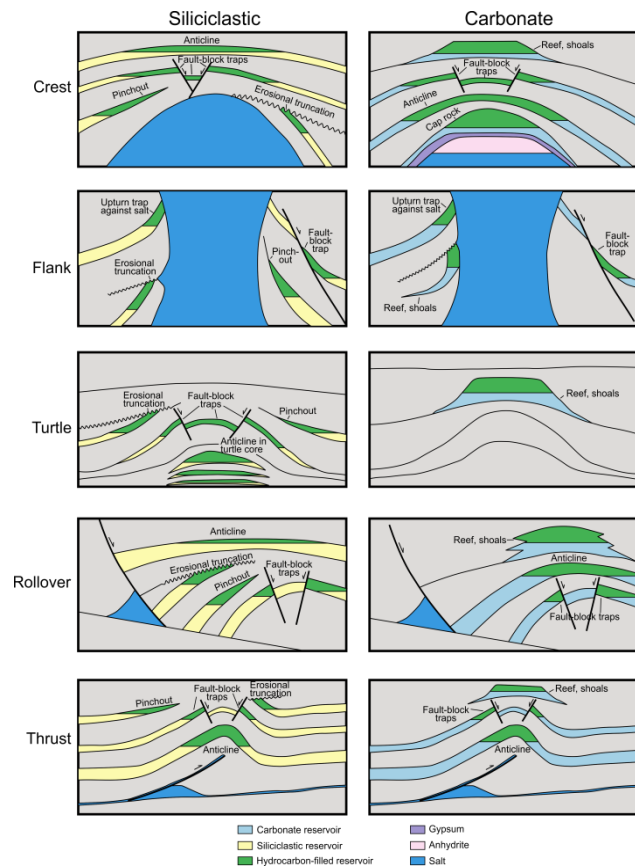 Siliciclastic
Carbonate
Crest
Anticline
Fault-block traps
Pinchout
Erosional truncation
Reef, shoals
Fault-block traps
Anticline
Cap rock
Flank
Upturn trap
against salt
Erosional
truncation
Fault-
block
trap
Pinch-
out
Upturn trap
against salt
Reef, shoals
Fault-
block
trap
Turtle
Erosional
truncation
Fault-block
traps
Pinchout
Anticline in
turtle core
Reef, shoals
Rollover
Anticline
Erosional truncation
Pinchout
Fault-block
traps
Reef, shoals
Anticline
Fault-block traps
Thrust
Pinchout
Fault-block
traps
Erosional
truncation
Anticline
Reef, shoals
Fault-block
traps
Anticline
Carbonate reservoir
Siliciclastic reservoir
Hydrocarbon-filled reservoir
Gypsum
Anhydrite
Salt